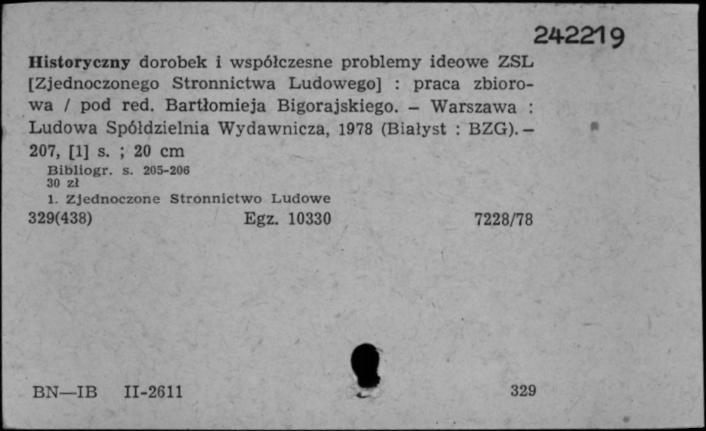 242219
Historyczny dorobek i współczesne problemy ideowe ZSL
[Zjednoczonego Stronnictwa Ludowego] : praca zbioro-
wa / pod red. Bartłomieja Bigorajskiego. – Warszawa :
Ludowa Spółdzielnia Wydawnicza, 1978 (Białyst : BZG). –
207, [1] s. ; 20 cm
Bibliogr. s. 205-206
30 zł
1. Zjednoczone Stronnictwo Ludowe
329(438) Egz. 10330 7228/78
BN—IB II-2611 329